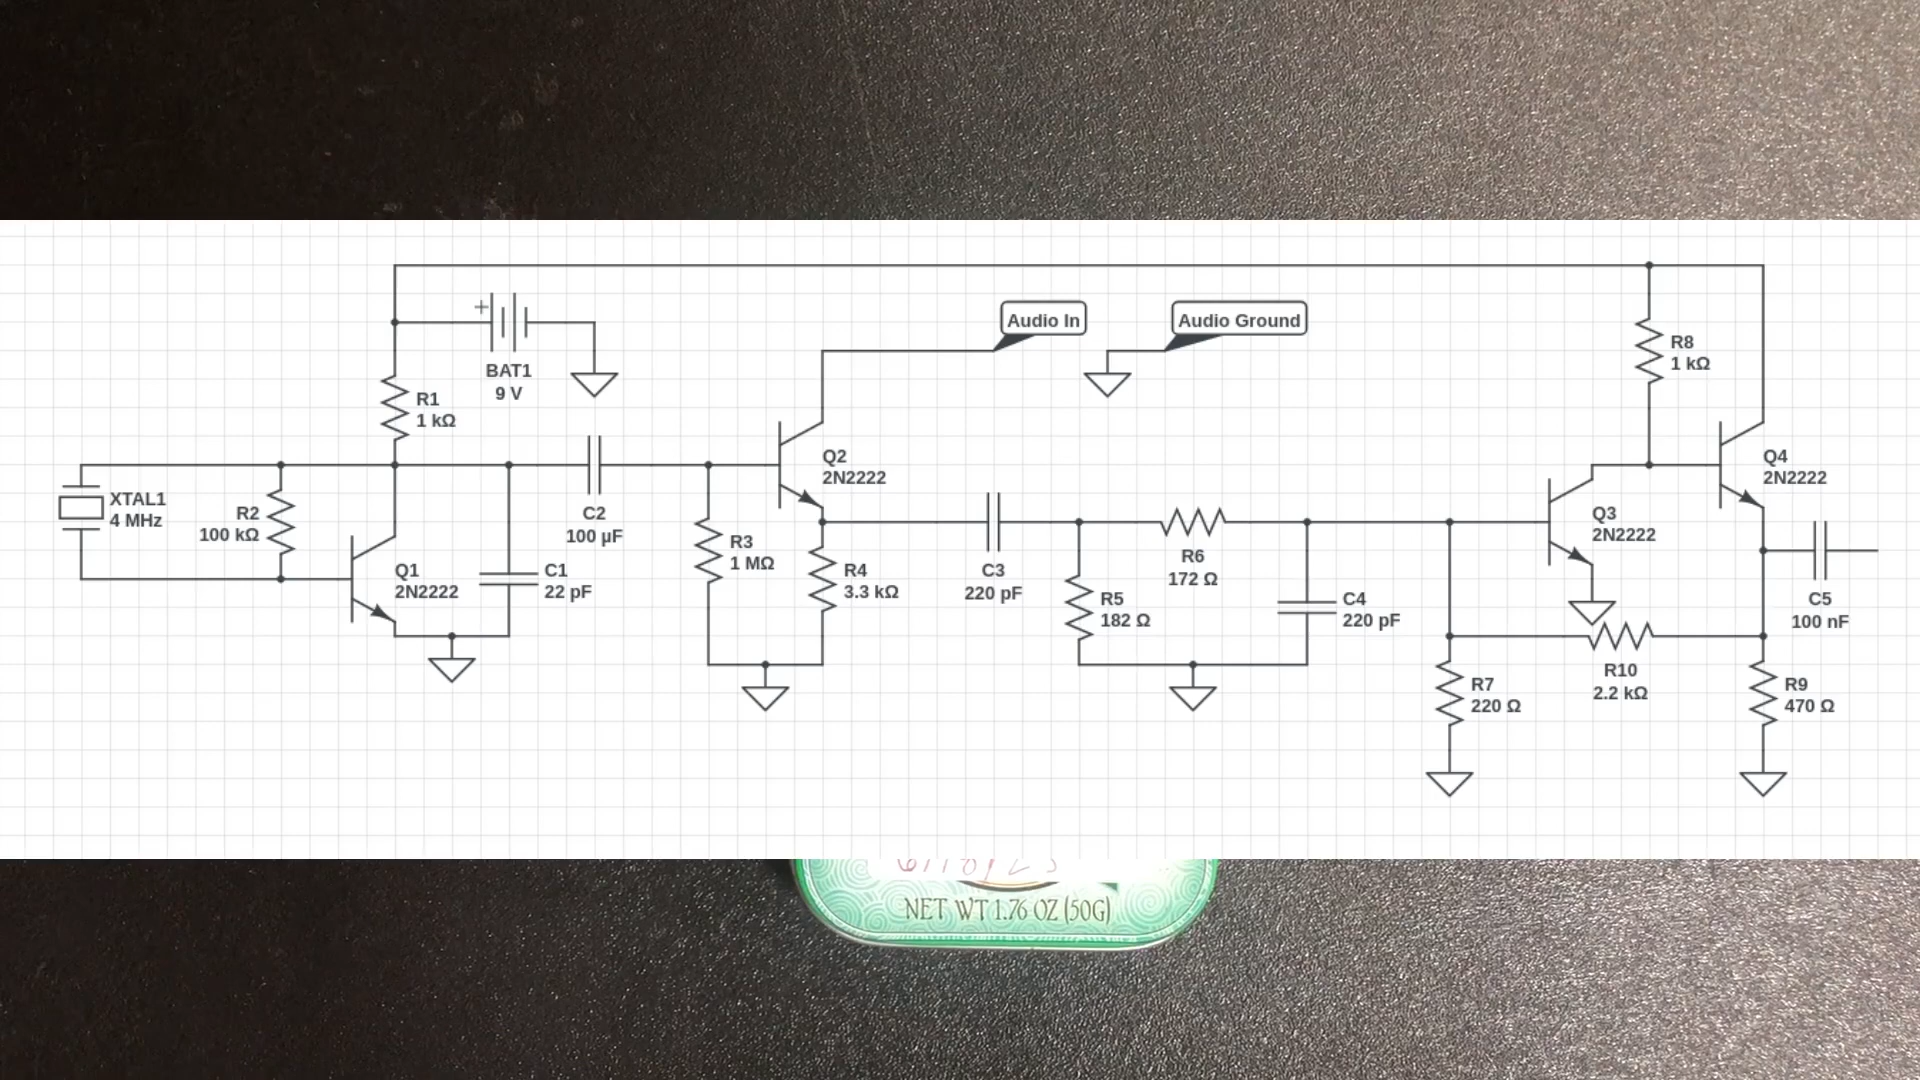 Audio In
Audio Ground
+
BAT1
9 V
R1
1 kΩ
R8
1 kΩ
XTAL1
4 MHz
R2
100 kΩ
Q1
2N2222
C1
22 pF
C2
100 µF
R3
1 MΩ
Q2
2N2222
R4
3.3 kΩ
C3
220 pF
R5
182 Ω
R6
172 Ω
C4
220 pF
Q3
2N2222
Q4
2N2222
C5
100 nF
R10
2.2 kΩ
R7
220 Ω
R9
470 Ω
NET WT 1.76 OZ (50G)